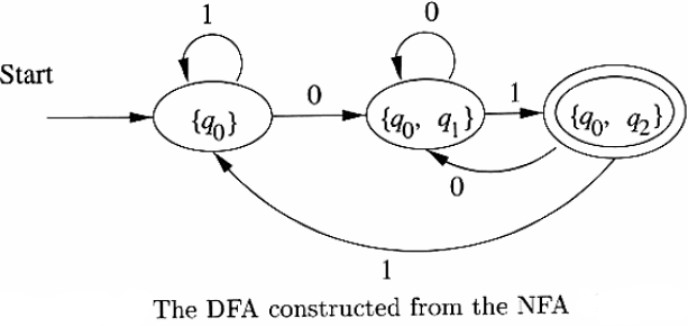 1 0
Start
0 1
{q₀} {q₀, q₁} {q₀, q₂}
0
1
The DFA constructed from the NFA